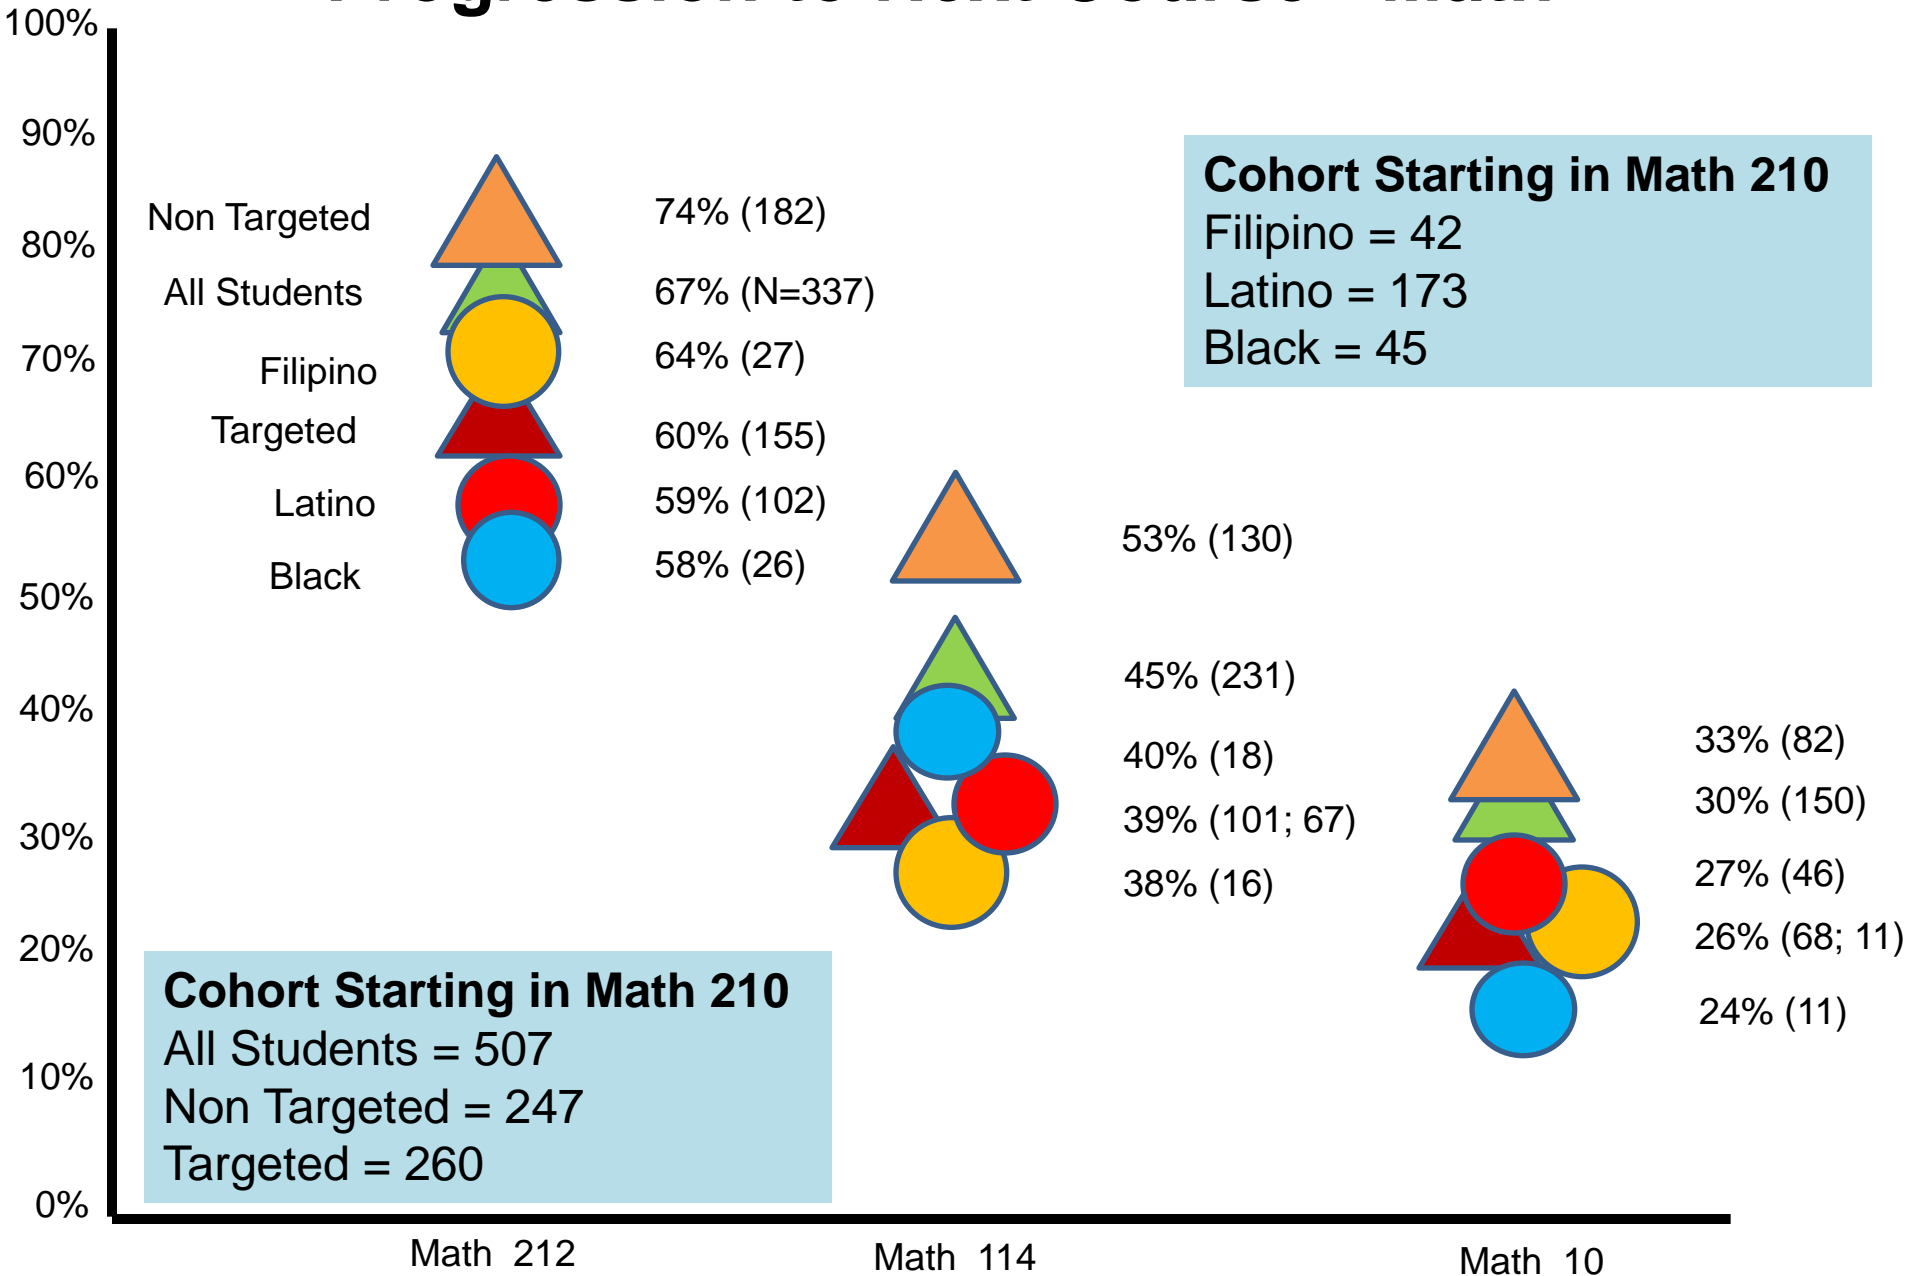 100%
90%
80%
70%
60%
50%
40%
30%
20%
10%
0%
Non Targeted
All Students
Filipino
Targeted
Latino
Black
74% (182)
67% (N=337)
64% (27)
60% (155)
59% (102)
58% (26)
53% (130)
45% (231)
40% (18)
39% (101; 67)
38% (16)
33% (82)
30% (150)
27% (46)
26% (68; 11)
24% (11)
Cohort Starting in Math 210
Filipino = 42
Latino = 173
Black = 45
Cohort Starting in Math 210
All Students = 507
Non Targeted = 247
Targeted = 260
Math 212
Math 114
Math 10